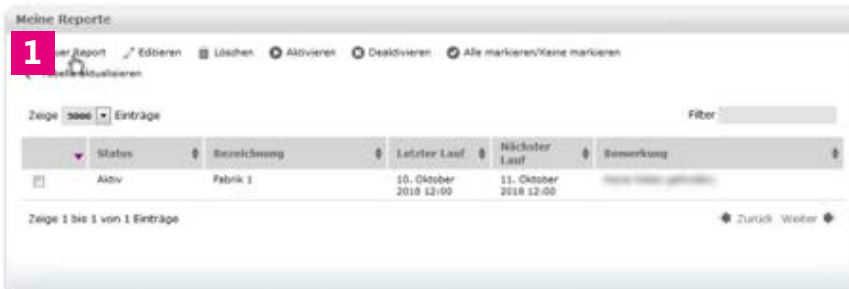 Meine Reporte
1 uer Report Editieren Löschen Aktivieren Deaktivieren Alle markieren/Keine markieren
Tabelle aktualisieren
Zeige 5000 Einträge Filter
Status Bezeichnung Letzter Lauf Nächster Lauf Bemerkung
Aktiv Fabrik 1 10. Oktober 11. Oktober
2018 12:00 2018 12:00
Zeige 1 bis 1 von 1 Einträge Zurück Weiter